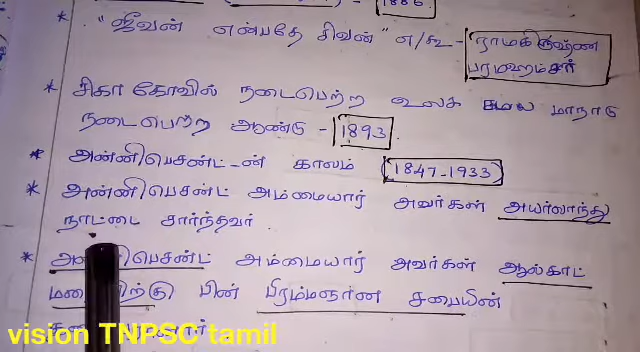 1886.
* "ஜீவன் என்பதே சிவன்" எ/கூ - ராமகிருஷ்ண
பரமஹம்சர்
* சிகாகோவில் நடைபெற்ற உலக சமய மாநாடு
நடைபெற்ற ஆண்டு - 1893.
* அன்னிபெசன்ட்-ன் காலம் (1847-1933)
* அன்னிபெசன்ட் அம்மையார் அவர்கள் அயர்லாந்து
நாட்டை சார்ந்தவர்.
* அன்னிபெசன்ட் அம்மையார் அவர்கள் ஆல்காட்
பின் பிரம்மஞான சபையின்
vision TNPSC tamil